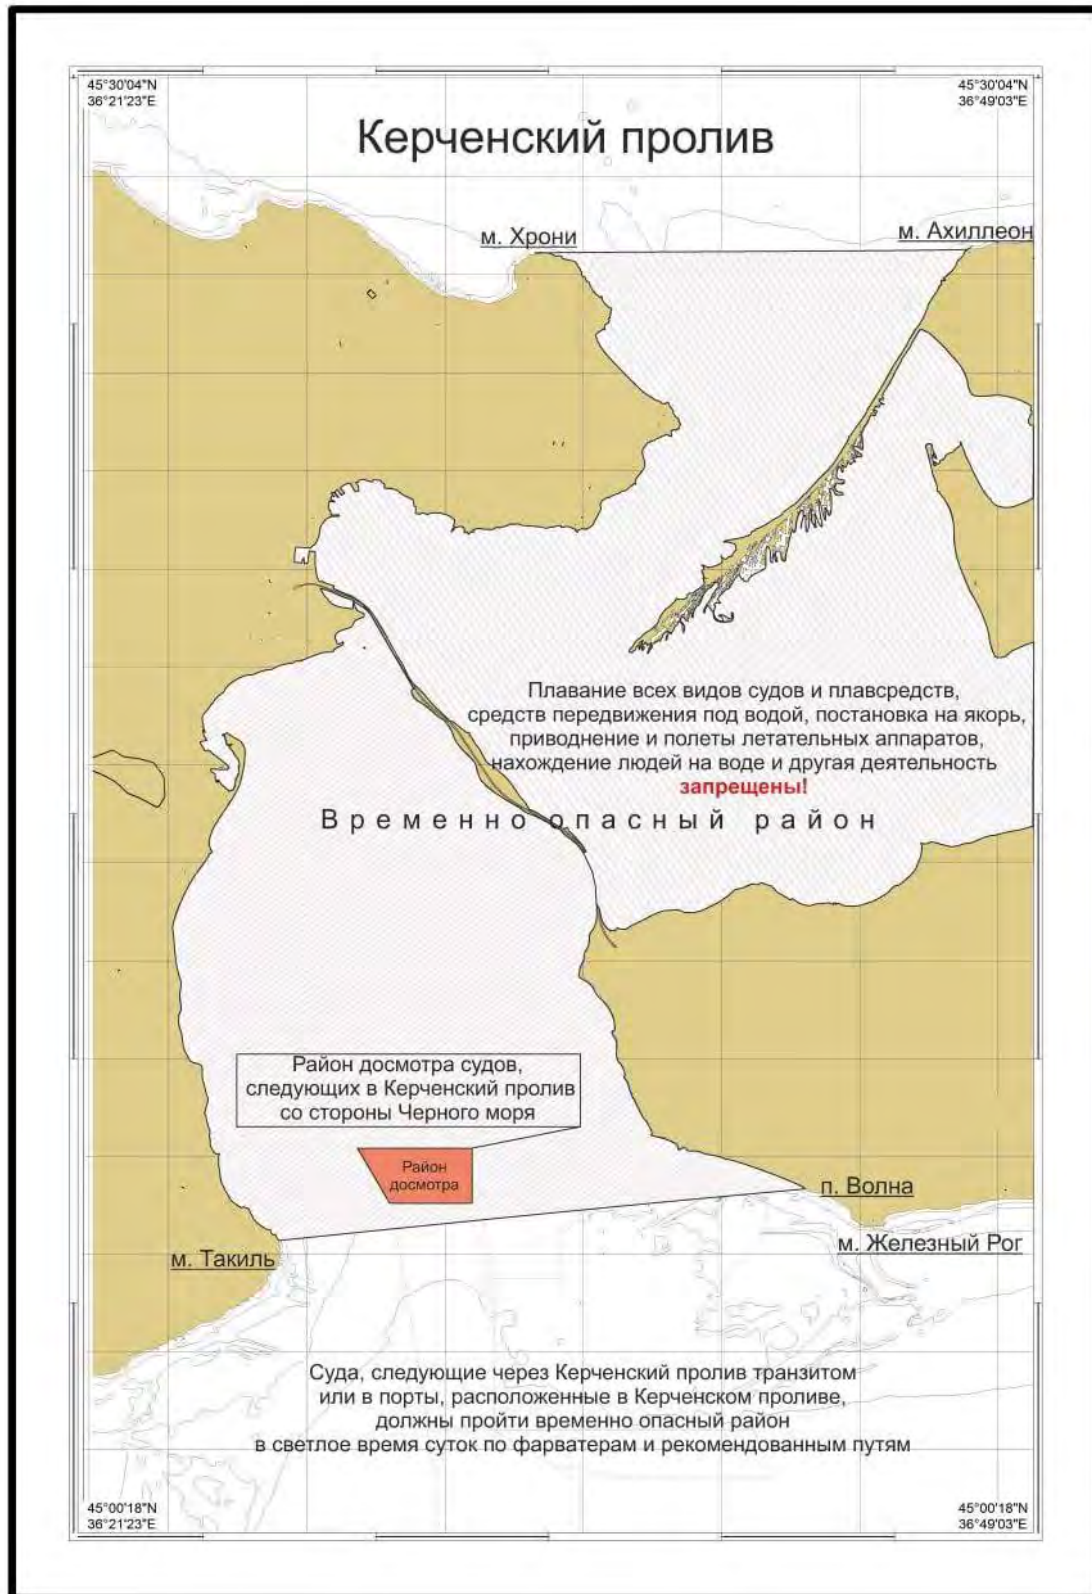 45°30'04"N
36°21'23"E
45°30'04"N
36°49'03"E
Керченский пролив
м. Хрони
м. Ахиллеон
Плавание всех видов судов и плавсредств,
средств передвижения под водой, постановка на якорь,
приводнение и полеты летательных аппаратов,
нахождение людей на воде и другая деятельность
запрещены!
Временно опасный район
Район досмотра судов,
следующих в Керченский пролив
со стороны Черного моря
Район
досмотра
п. Волна
м. Железный Рог
м. Такиль
Суда, следующие через Керченский пролив транзитом
или в порты, расположенные в Керченском проливе,
должны пройти временно опасный район
в светлое время суток по фарватерам и рекомендованным путям
45°00'18"N
36°21'23"E
45°00'18"N
36°49'03"E